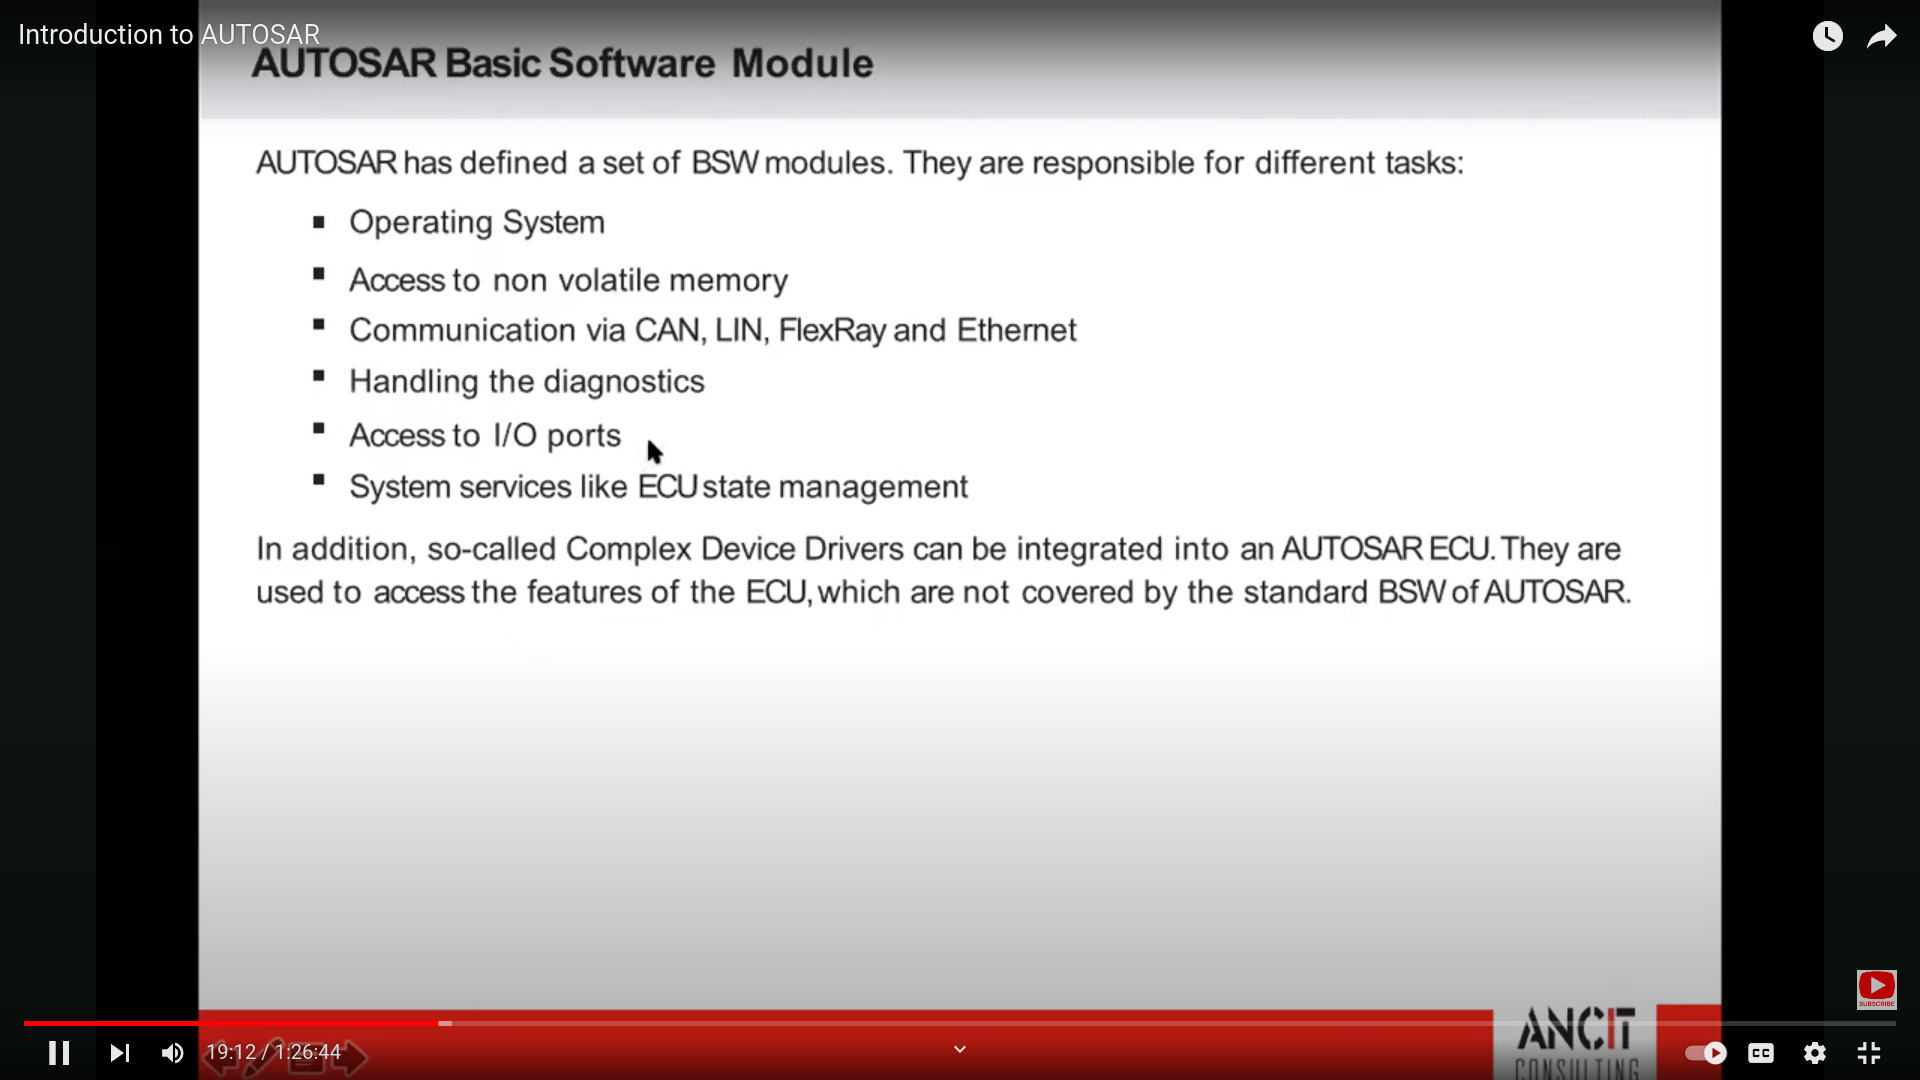 Introduction to AUTOSAR
AUTOSAR Basic Software Module
AUTOSAR has defined a set of BSW modules. They are responsible for different tasks:
▪ Operating System
▪ Access to non volatile memory
▪ Communication via CAN, LIN, FlexRay and Ethernet
▪ Handling the diagnostics
▪ Access to I/O ports
▪ System services like ECU state management
In addition, so-called Complex Device Drivers can be integrated into an AUTOSAR ECU. They are
used to access the features of the ECU, which are not covered by the standard BSW of AUTOSAR.
SUBSCRIBE
ANCIT
CONSULTING
19:12 / 1:26:44
CC